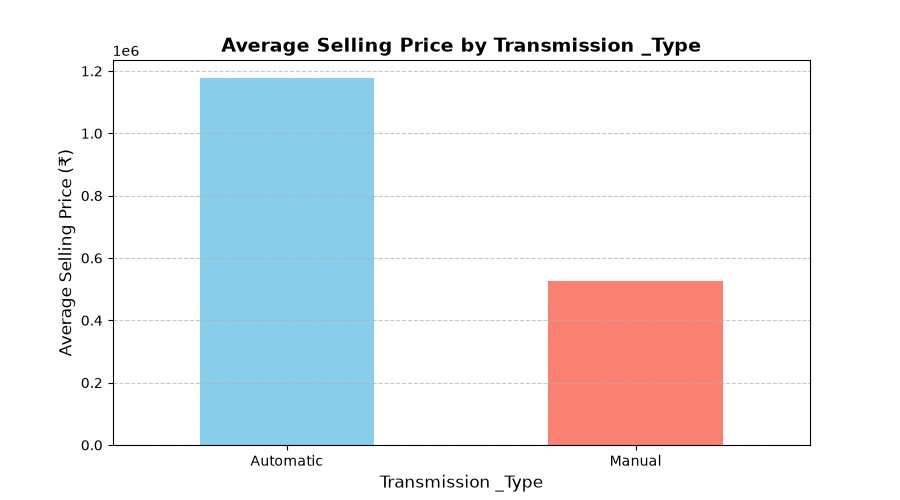 Average Selling Price by Transmission _Type
1e6
1.2
1.0
0.8
0.6
0.4
0.2
0.0
Average Selling Price (₹)
Automatic
Manual
Transmission _Type